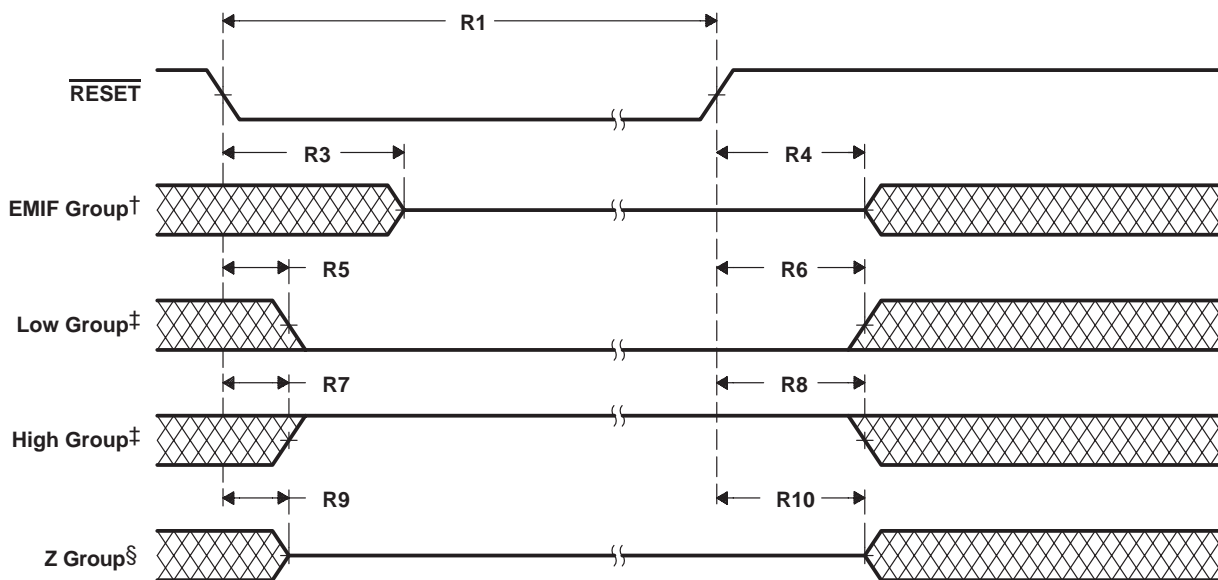 R1
RESET
R3
R4
EMIF Group†
R5
R6
Low Group‡
R7
R8
High Group‡
R9
R10
Z Group§